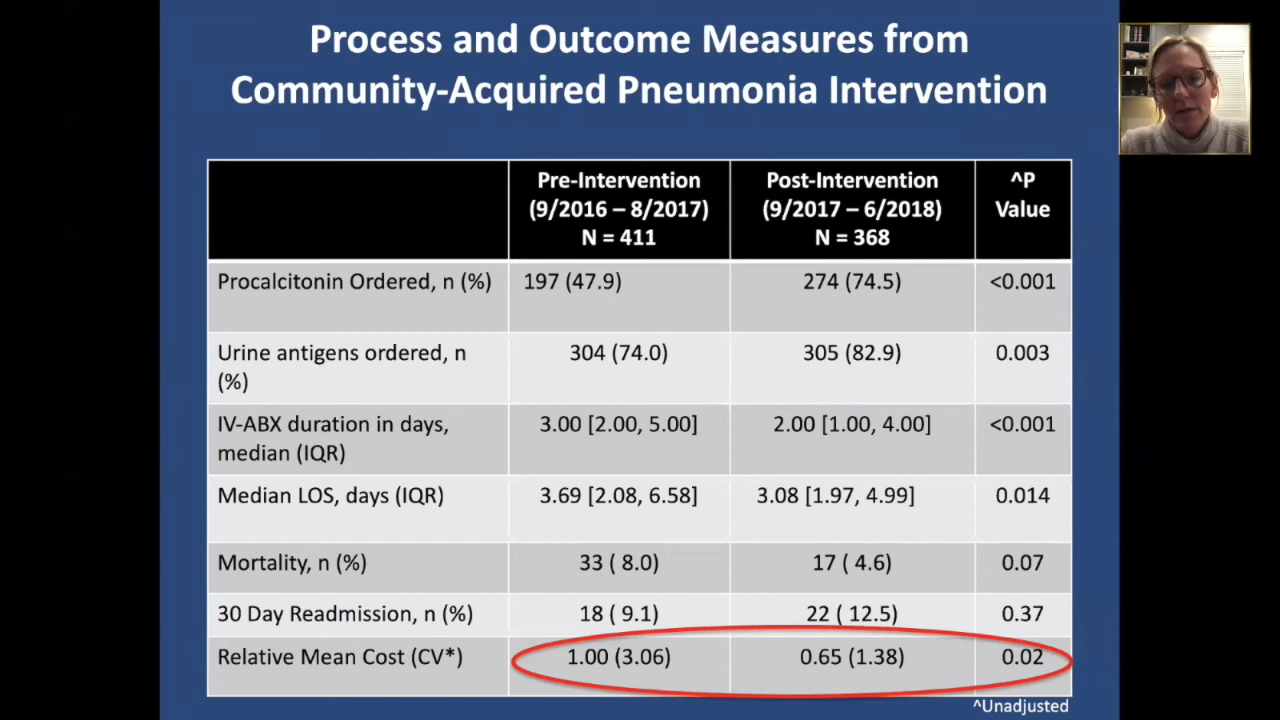 Process and Outcome Measures from
Community-Acquired Pneumonia Intervention
Pre-Intervention
(9/2016 – 8/2017)
N = 411
Post-Intervention
(9/2017 – 6/2018)
N = 368
^P
Value
Procalcitonin Ordered, n (%) 197 (47.9) 274 (74.5) <0.001
Urine antigens ordered, n
(%)
304 (74.0) 305 (82.9) 0.003
IV-ABX duration in days,
median (IQR)
3.00 [2.00, 5.00] 2.00 [1.00, 4.00] <0.001
Median LOS, days (IQR) 3.69 [2.08, 6.58] 3.08 [1.97, 4.99] 0.014
Mortality, n (%) 33 ( 8.0) 17 ( 4.6) 0.07
30 Day Readmission, n (%) 18 ( 9.1) 22 ( 12.5) 0.37
Relative Mean Cost (CV*) 1.00 (3.06) 0.65 (1.38) 0.02
^Unadjusted